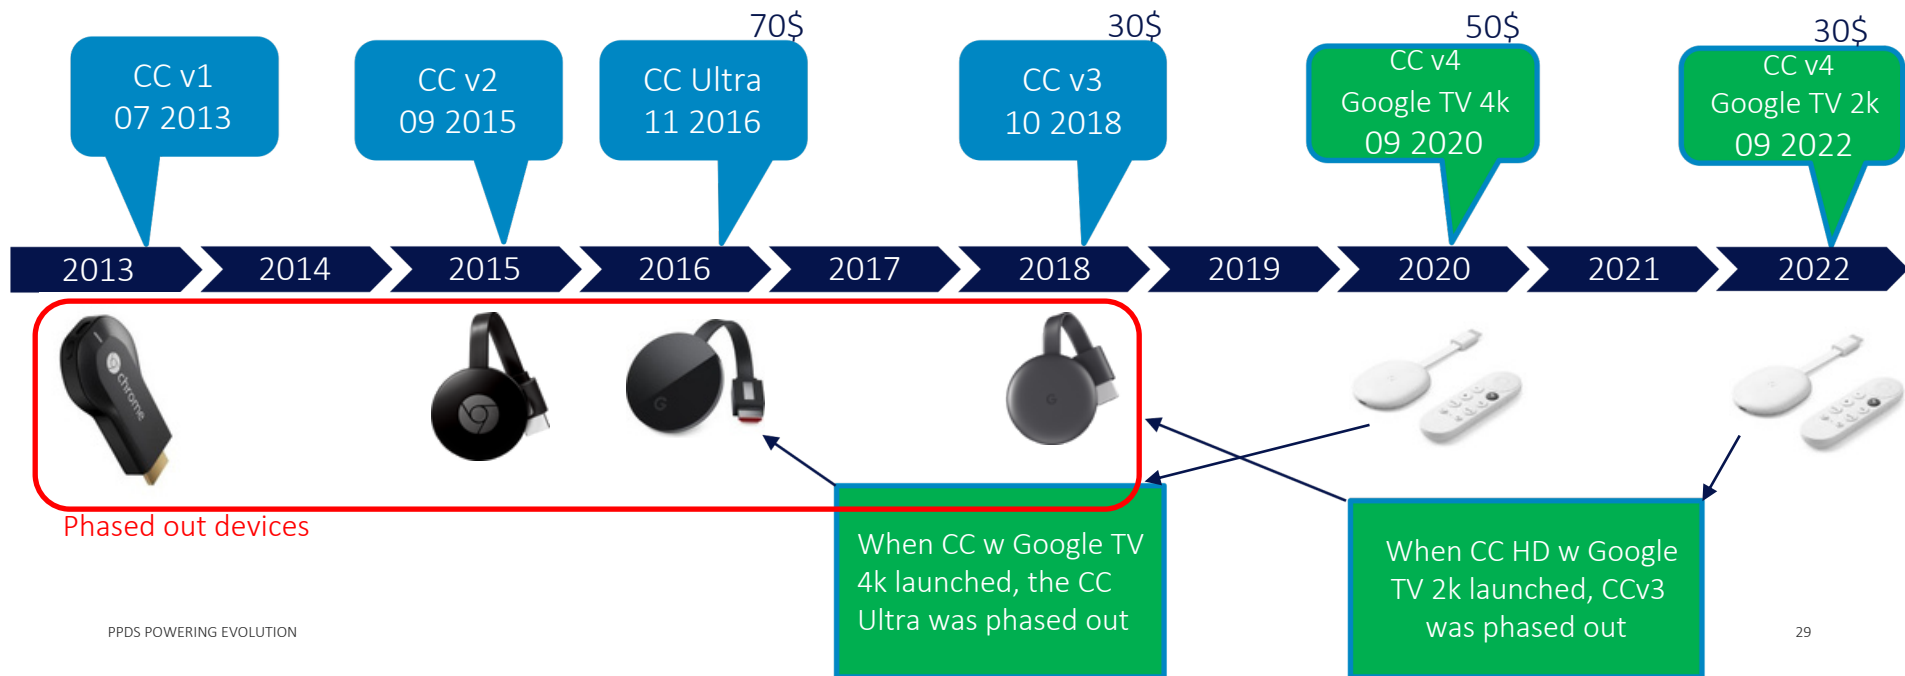 70$
30$
50$
30$
CC v1
07 2013
CC v2
09 2015
CC Ultra
11 2016
CC v3
10 2018
CC v4
Google TV 4k
09 2020
CC v4
Google TV 2k
09 2022
2013
2014
2015
2016
2017
2018
2019
2020
2021
2022
chrome
G
G
Phased out devices
When CC w Google TV
4k launched, the CC
Ultra was phased out
When CC HD w Google
TV 2k launched, CCv3
was phased out
PPDS POWERING EVOLUTION
29